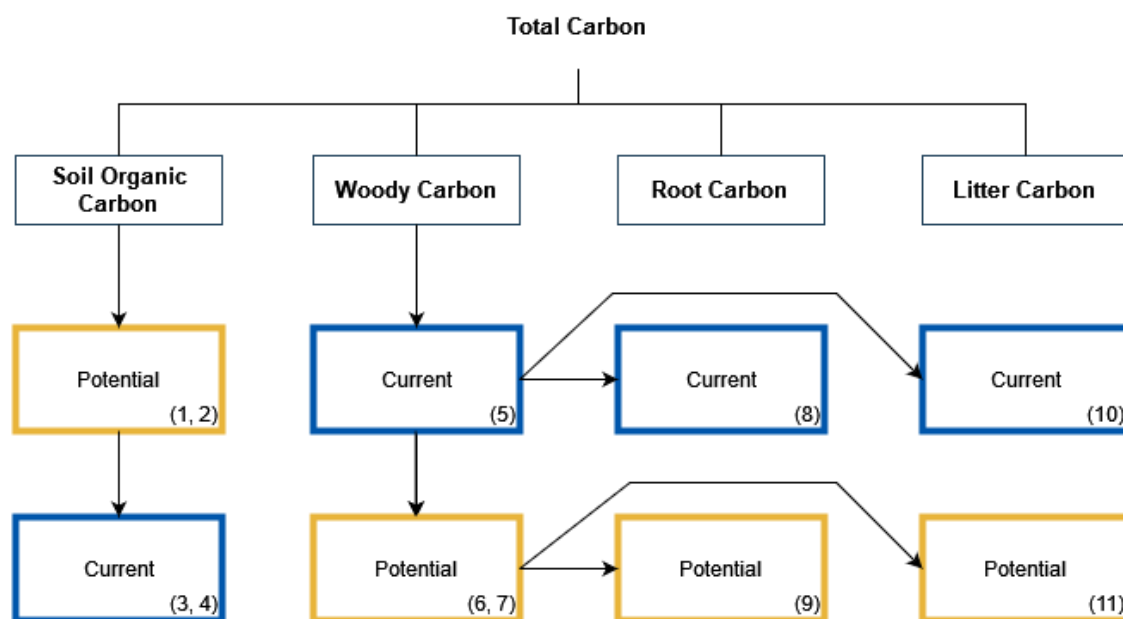 Total Carbon
Soil Organic
Carbon
Woody Carbon
Root Carbon
Litter Carbon
Potential
(1, 2)
Current
(5)
Current
(8)
Current
(10)
Current
(3, 4)
Potential
(6, 7)
Potential
(9)
Potential
(11)